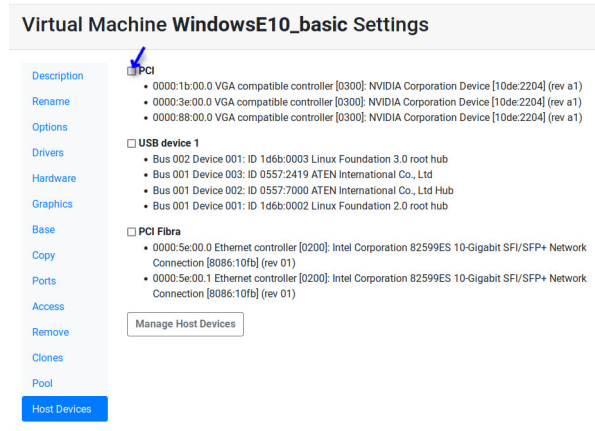 Virtual Machine WindowsE10_basic Settings
Description
Rename
Options
Drivers
Hardware
Graphics
Base
Copy
Ports
Access
Remove
Clones
Pool
Host Devices
PCI
0000:1b:00.0 VGA compatible controller [0300]: NVIDIA Corporation Device [10de:2204] (rev a1)
0000:3e:00.0 VGA compatible controller [0300]: NVIDIA Corporation Device [10de:2204] (rev a1)
0000:88:00.0 VGA compatible controller [0300]: NVIDIA Corporation Device [10de:2204] (rev a1)
USB device 1
Bus 002 Device 001: ID 1d6b:0003 Linux Foundation 3.0 root hub
Bus 001 Device 003: ID 0557:2419 ATEN International Co., Ltd
Bus 001 Device 002: ID 0557:7000 ATEN International Co., Ltd Hub
Bus 001 Device 001: ID 1d6b:0002 Linux Foundation 2.0 root hub
PCI Fibra
0000:5e:00.0 Ethernet controller [0200]: Intel Corporation 82599ES 10-Gigabit SFI/SFP+ Network
Connection [8086:10fb] (rev 01)
0000:5e:00.1 Ethernet controller [0200]: Intel Corporation 82599ES 10-Gigabit SFI/SFP+ Network
Connection [8086:10fb] (rev 01)
Manage Host Devices